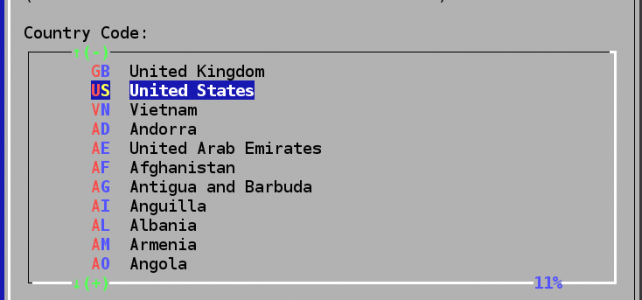 Country Code:
↑(-)
GB United Kingdom
US United States
VN Vietnam
AD Andorra
AE United Arab Emirates
AF Afghanistan
AG Antigua and Barbuda
AI Anguilla
AL Albania
AM Armenia
AO Angola
↓(+) 11%